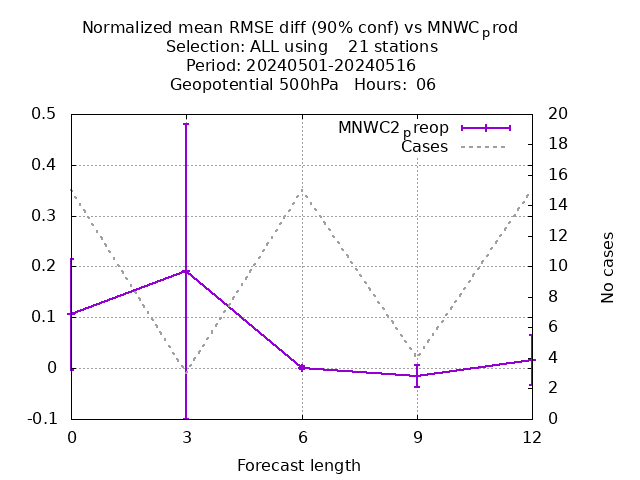 Normalized mean RMSE diff (90% conf) vs MNWCprod
Selection: ALL using    21 stations
Period: 20240501-20240516
Geopotential 500hPa   Hours:  06
MNWC2preop
Cases
0.5
0.4
0.3
0.2
0.1
0
-0.1
20
18
16
14
12
10
8
6
4
2
0
No cases
0
3
6
9
12
Forecast length